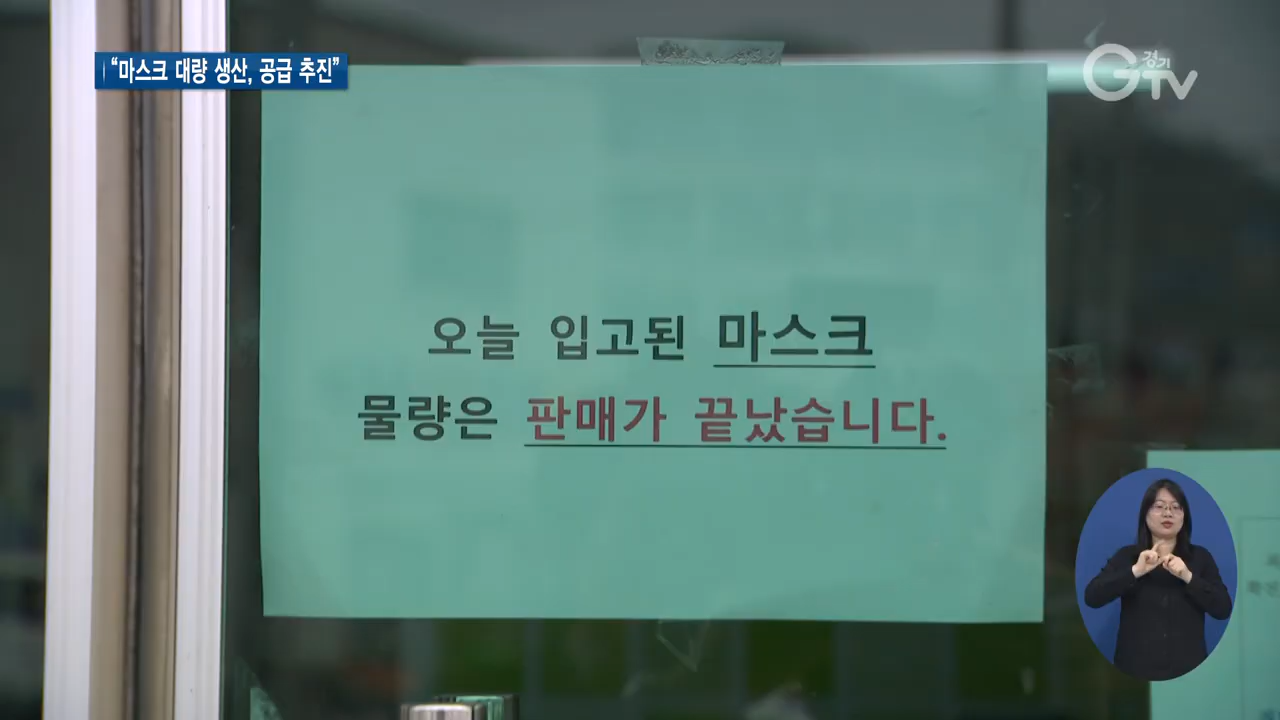 “마스크 대량 생산, 공급 추진”
경기
GTV
오늘 입고된 마스크
물량은 판매가 끝났습니다.